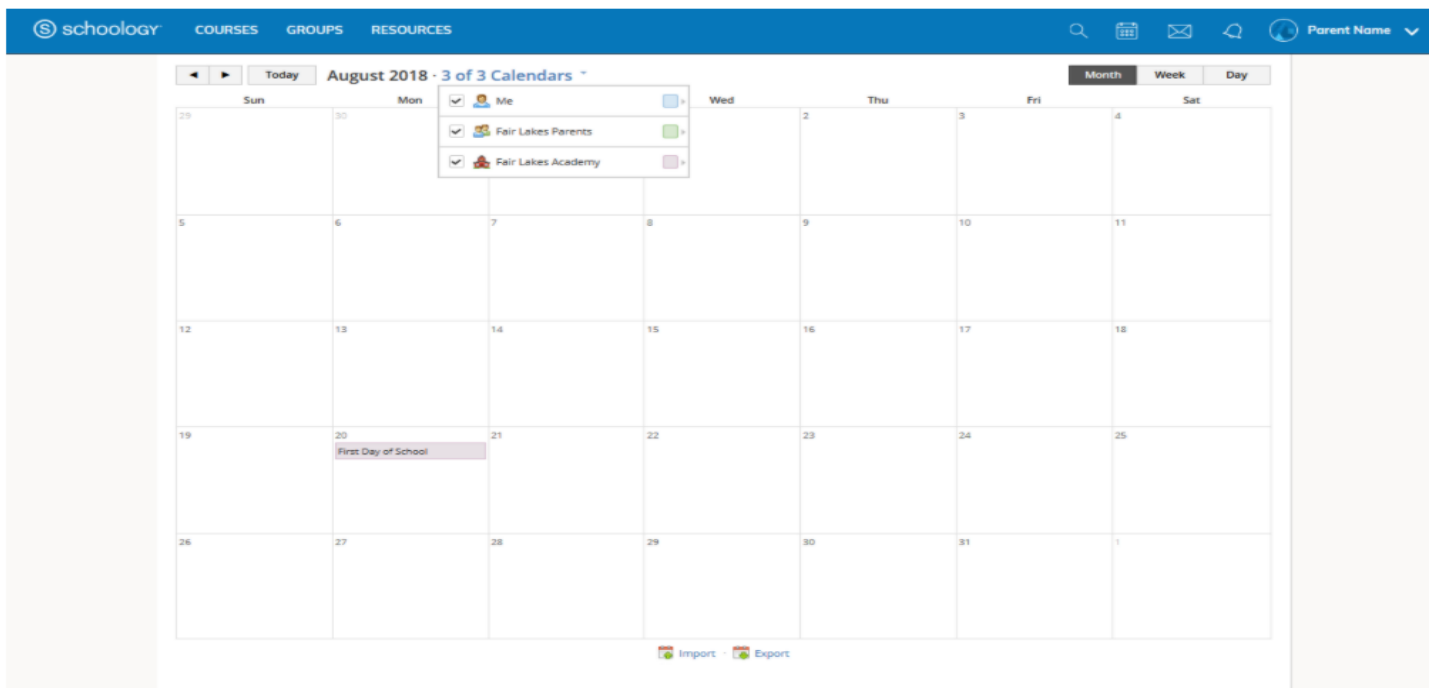 schoology COURSES GROUPS RESOURCES Parent Name
Today August 2018 · 3 of 3 Calendars Month Week Day
Sun Mon Wed Thu Fri Sat
Me
Fair Lakes Parents
Fair Lakes Academy
29 30 2 3 4
5 6 7 8 9 10 11
12 13 14 15 16 17 18
19 20 21 22 23 24 25
First Day of School
26 27 28 29 30 31 1
Import · Export